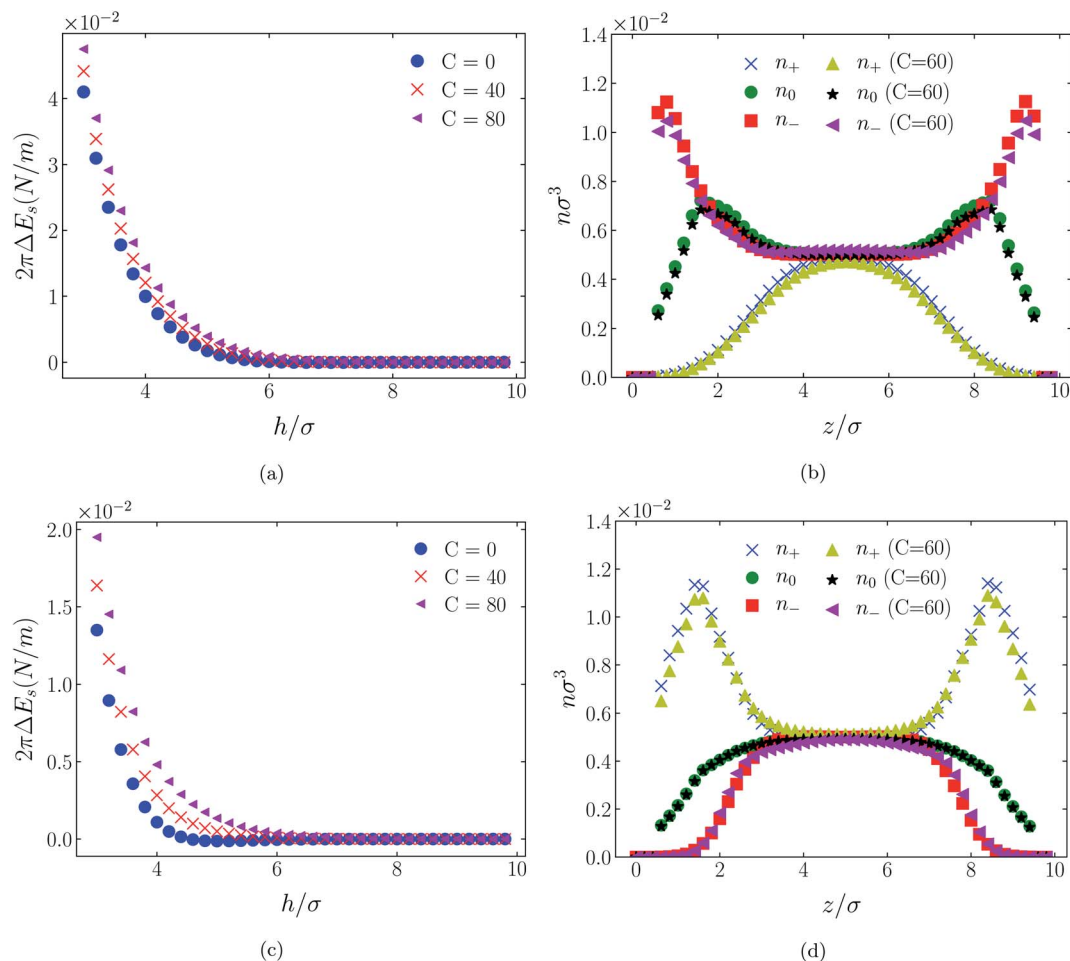 ×10⁻²
C = 0
C = 40
C = 80
2πΔE_s(N/m)
4
3
2
1
0
4
6
8
10
h/σ
(a)
×10⁻²
n₊
n₀
n₋
n₊ (C=60)
n₀ (C=60)
n₋ (C=60)
nσ³
1.4
1.2
1.0
0.8
0.6
0.4
0.2
0.0
0
2
4
6
8
10
z/σ
(b)
×10⁻²
C = 0
C = 40
C = 80
2πΔE_s(N/m)
2.0
1.5
1.0
0.5
0.0
4
6
8
10
h/σ
(c)
×10⁻²
n₊
n₀
n₋
n₊ (C=60)
n₀ (C=60)
n₋ (C=60)
nσ³
1.4
1.2
1.0
0.8
0.6
0.4
0.2
0.0
0
2
4
6
8
10
z/σ
(d)